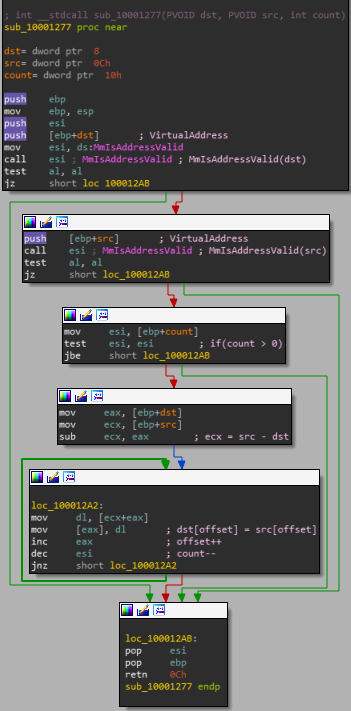 ; int __stdcall sub_10001277(PVOID dst, PVOID src, int count)
sub_10001277 proc near
dst= dword ptr 8
src= dword ptr 0Ch
count= dword ptr 10h
push ebp
mov ebp, esp
push esi
push [ebp+dst] ; VirtualAddress
mov esi, ds:MmIsAddressValid
call esi ; MmIsAddressValid ; MmIsAddressValid(dst)
test al, al
jz short loc_100012AB
push [ebp+src] ; VirtualAddress
call esi ; MmIsAddressValid ; MmIsAddressValid(src)
test al, al
jz short loc_100012AB
mov esi, [ebp+count]
test esi, esi ; if(count > 0)
jbe short loc_100012AB
mov eax, [ebp+dst]
mov ecx, [ebp+src]
sub ecx, eax ; ecx = src - dst
loc_100012A2:
mov dl, [ecx+eax]
mov [eax], dl ; dst[offset] = src[offset]
inc eax ; offset++
dec esi ; count--
jnz short loc_100012A2
loc_100012AB:
pop esi
pop ebp
retn 0Ch
sub_10001277 endp